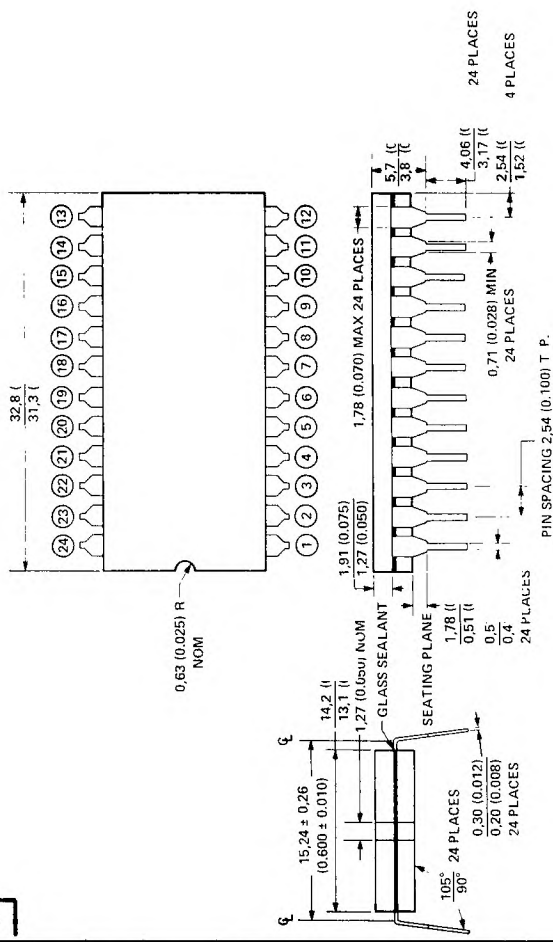 32,8 (
31,3 (
24 23 22 21 20 19 18 17 16 15 14 13
0,63 (0.025) R
NOM
1 2 3 4 5 6 7 8 9 10 11 12
℄
℄
15,24 ± 0,26
(0.600 ± 0.010)
14,2 ((
13,1 (
1,27 (0.050) NOM
GLASS SEALANT
105°
90°
24 PLACES
0,30 (0.012)
0,20 (0.008)
24 PLACES
1,91 (0.075)
1,27 (0.050)
1,78 (0.070) MAX 24 PLACES
5,7 ((
3,8 (
SEATING PLANE
1,78 ((
0,51 ((
0,5
0,4
24 PLACES
0,71 (0.028) MIN
24 PLACES
4,06 ((
3,17 ((
24 PLACES
2,54 ((
1,52 ((
4 PLACES
PIN SPACING 2,54 (0.100) T P.